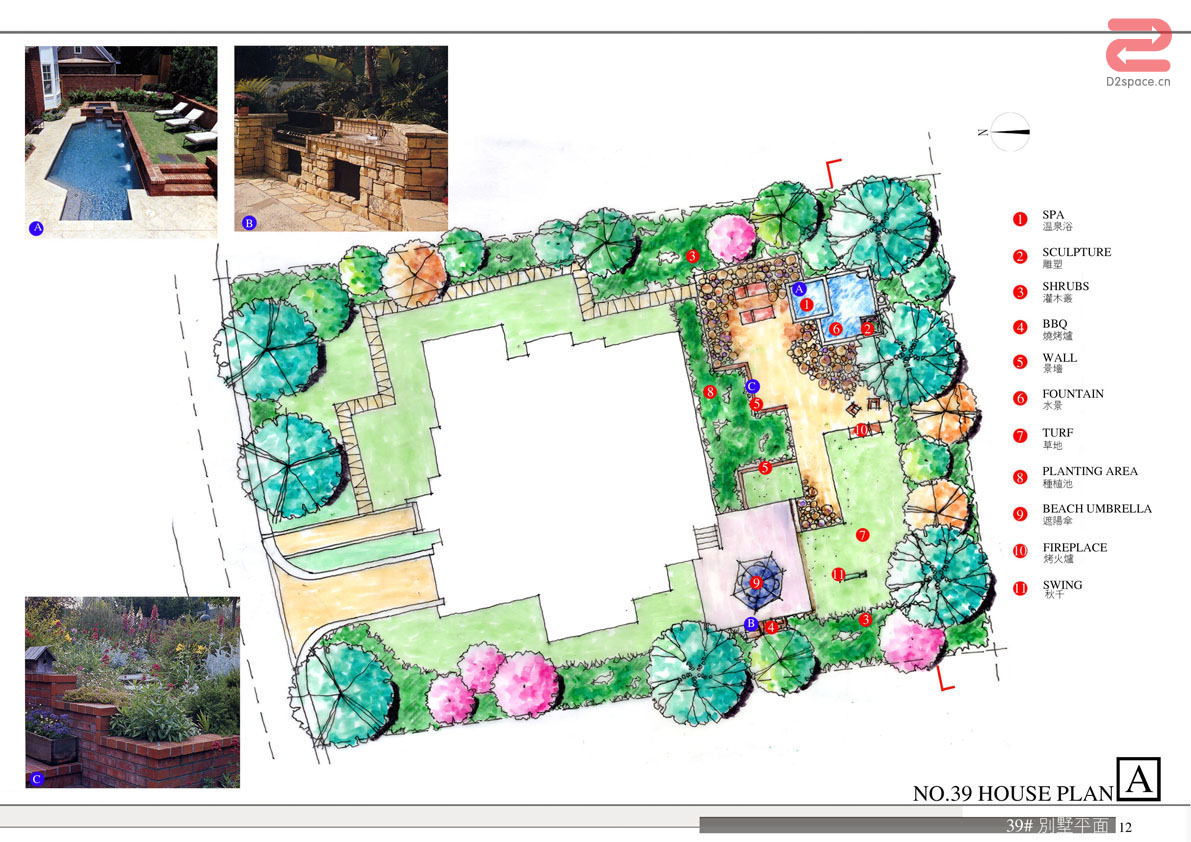 D2space.cn
A
B
N
1 SPA
温泉浴
2 SCULPTURE
雕塑
3 SHRUBS
灌木叢
4 BBQ
燒烤爐
5 WALL
景墻
6 FOUNTAIN
水景
7 TURF
草地
8 PLANTING AREA
種植池
9 BEACH UMBRELLA
遮陽傘
10 FIREPLACE
烤火爐
11 SWING
秋千
3
A
1
6
2
C
8
5
10
5
7
11
9
B
4
3
C
NO.39 HOUSE PLAN A
39# 別墅平面 12